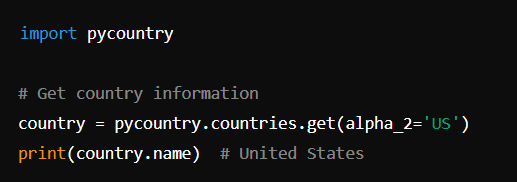 import pycountry
# Get country information
country = pycountry.countries.get(alpha_2='US')
print(country.name)  # United States